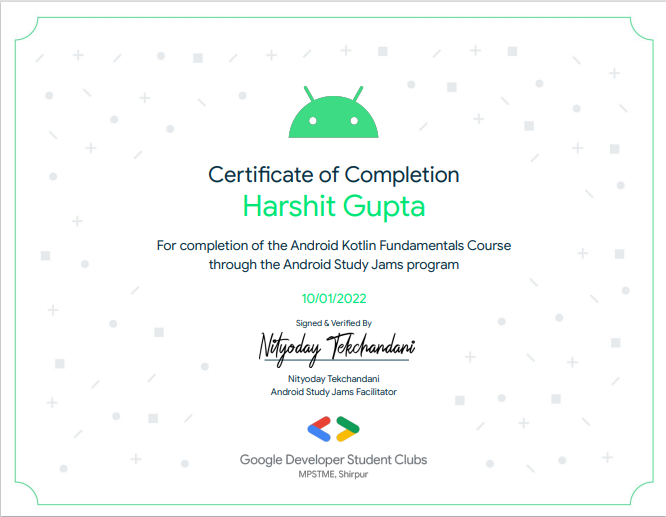 Certificate of Completion
Harshit Gupta
For completion of the Android Kotlin Fundamentals Course
through the Android Study Jams program
10/01/2022
Signed & Verified By
Nityoday Tekchandani
Nityoday Tekchandani
Android Study Jams Facilitator
Google Developer Student Clubs
MPSTME, Shirpur